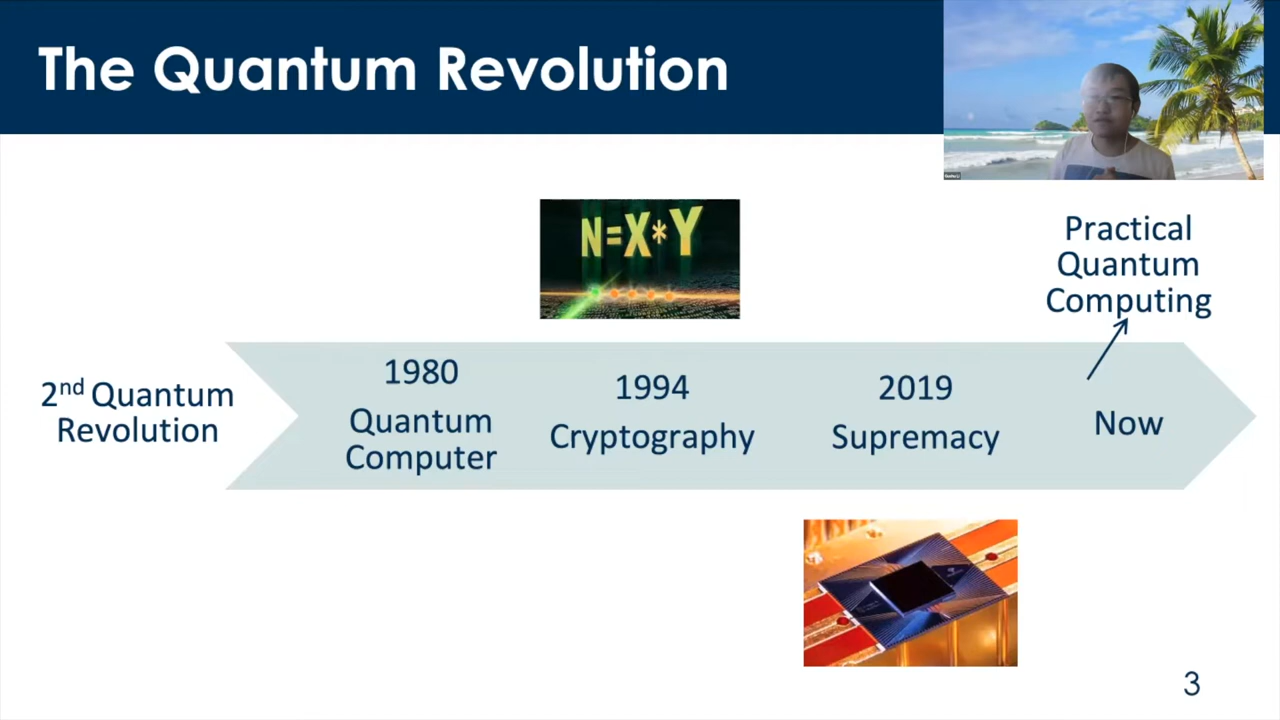 The Quantum Revolution
N=X*Y
Practical
Quantum
Computing
2nd Quantum
Revolution
1980
Quantum
Computer
1994
Cryptography
2019
Supremacy
Now
3